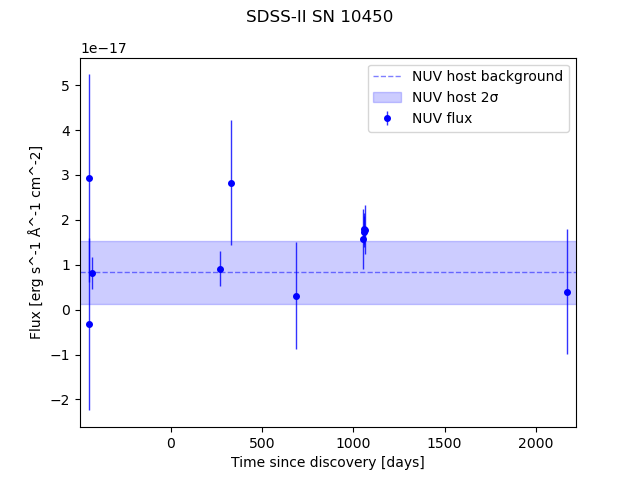 SDSS-II SN 10450
1e−17
NUV host background
NUV host 2σ
NUV flux
5
4
3
2
1
0
−1
−2
Flux [erg s^-1 Å^-1 cm^-2]
0 500 1000 1500 2000
Time since discovery [days]